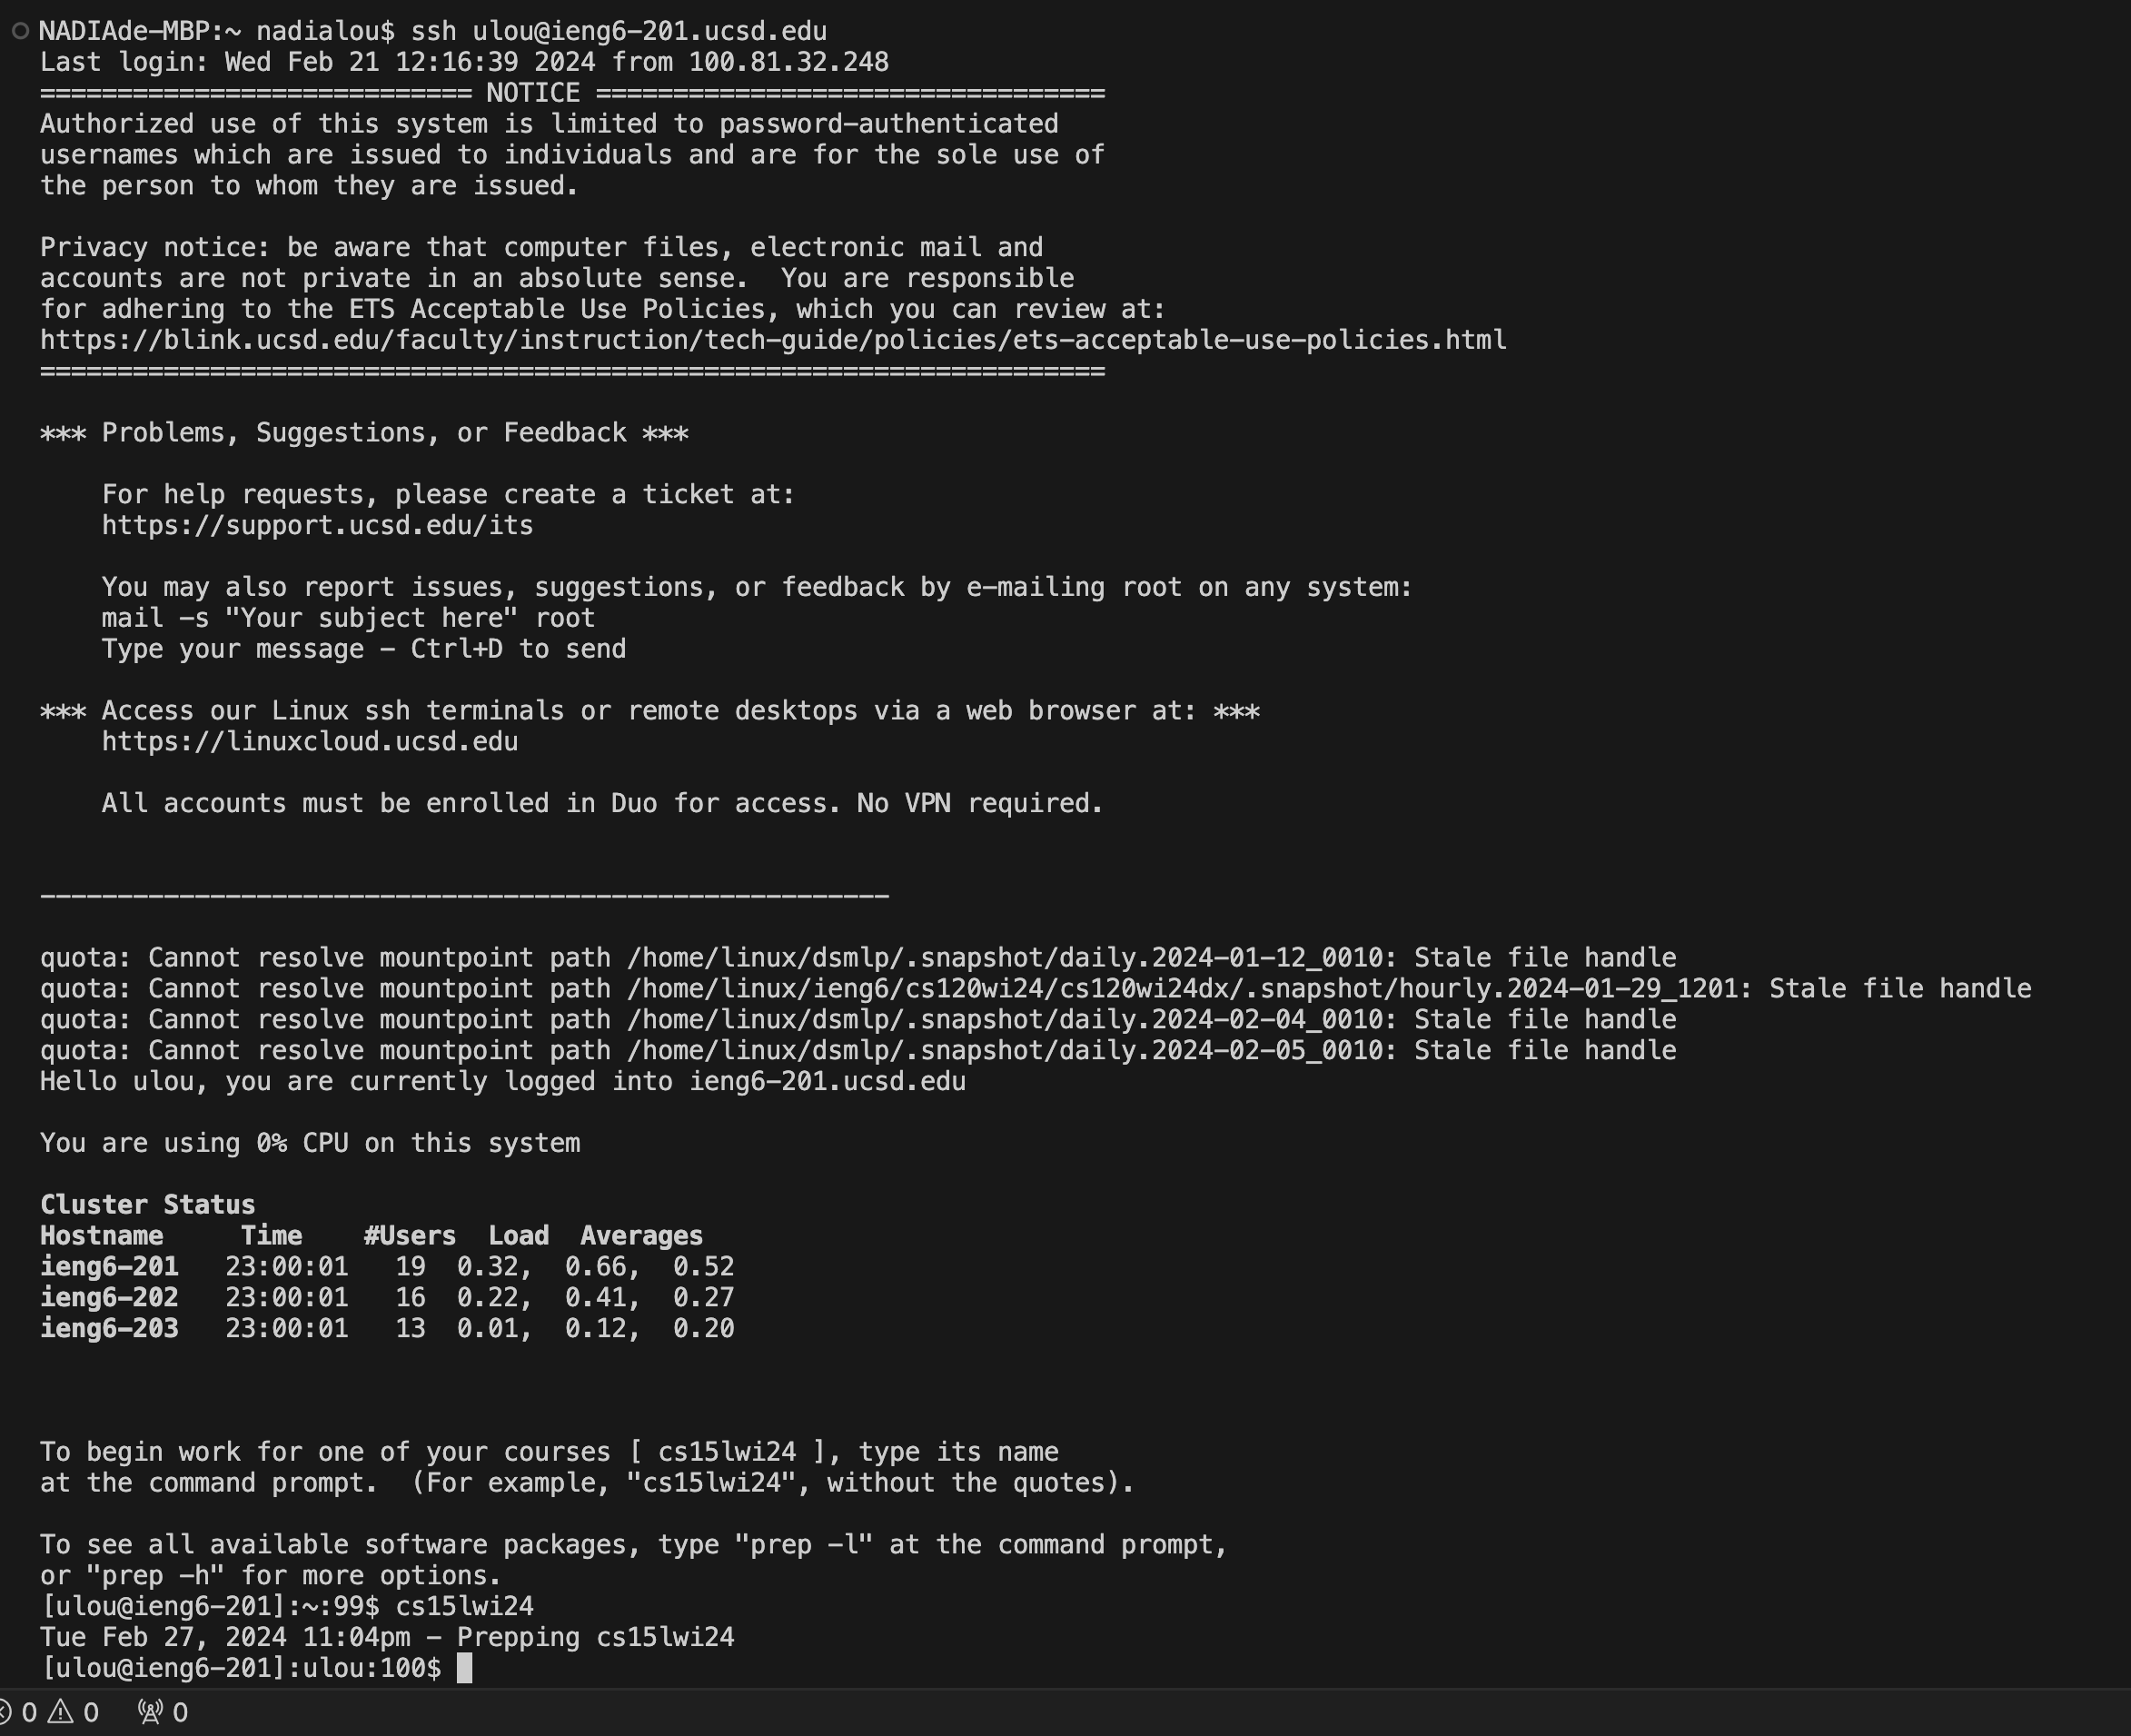 NADIAde-MBP:~ nadialou$ ssh ulou@ieng6-201.ucsd.edu
Last login: Wed Feb 21 12:16:39 2024 from 100.81.32.248
============================ NOTICE =================================
Authorized use of this system is limited to password-authenticated
usernames which are issued to individuals and are for the sole use of
the person to whom they are issued.
Privacy notice: be aware that computer files, electronic mail and
accounts are not private in an absolute sense.  You are responsible
for adhering to the ETS Acceptable Use Policies, which you can review at:
https://blink.ucsd.edu/faculty/instruction/tech-guide/policies/ets-acceptable-use-policies.html
=====================================================================
*** Problems, Suggestions, or Feedback ***
For help requests, please create a ticket at:
https://support.ucsd.edu/its
You may also report issues, suggestions, or feedback by e-mailing root on any system:
mail -s "Your subject here" root
Type your message - Ctrl+D to send
*** Access our Linux ssh terminals or remote desktops via a web browser at: ***
https://linuxcloud.ucsd.edu
All accounts must be enrolled in Duo for access. No VPN required.
-------------------------------------------------------
quota: Cannot resolve mountpoint path /home/linux/dsmlp/.snapshot/daily.2024-01-12_0010: Stale file handle
quota: Cannot resolve mountpoint path /home/linux/ieng6/cs120wi24/cs120wi24dx/.snapshot/hourly.2024-01-29_1201: Stale file handle
quota: Cannot resolve mountpoint path /home/linux/dsmlp/.snapshot/daily.2024-02-04_0010: Stale file handle
quota: Cannot resolve mountpoint path /home/linux/dsmlp/.snapshot/daily.2024-02-05_0010: Stale file handle
Hello ulou, you are currently logged into ieng6-201.ucsd.edu
You are using 0% CPU on this system
Cluster Status
Hostname     Time    #Users  Load  Averages
ieng6-201   23:00:01   19  0.32,  0.66,  0.52
ieng6-202   23:00:01   16  0.22,  0.41,  0.27
ieng6-203   23:00:01   13  0.01,  0.12,  0.20
To begin work for one of your courses [ cs15lwi24 ], type its name
at the command prompt.  (For example, "cs15lwi24", without the quotes).
To see all available software packages, type "prep -l" at the command prompt,
or "prep -h" for more options.
[ulou@ieng6-201]:~:99$ cs15lwi24
Tue Feb 27, 2024 11:04pm - Prepping cs15lwi24
[ulou@ieng6-201]:ulou:100$
0 0 0